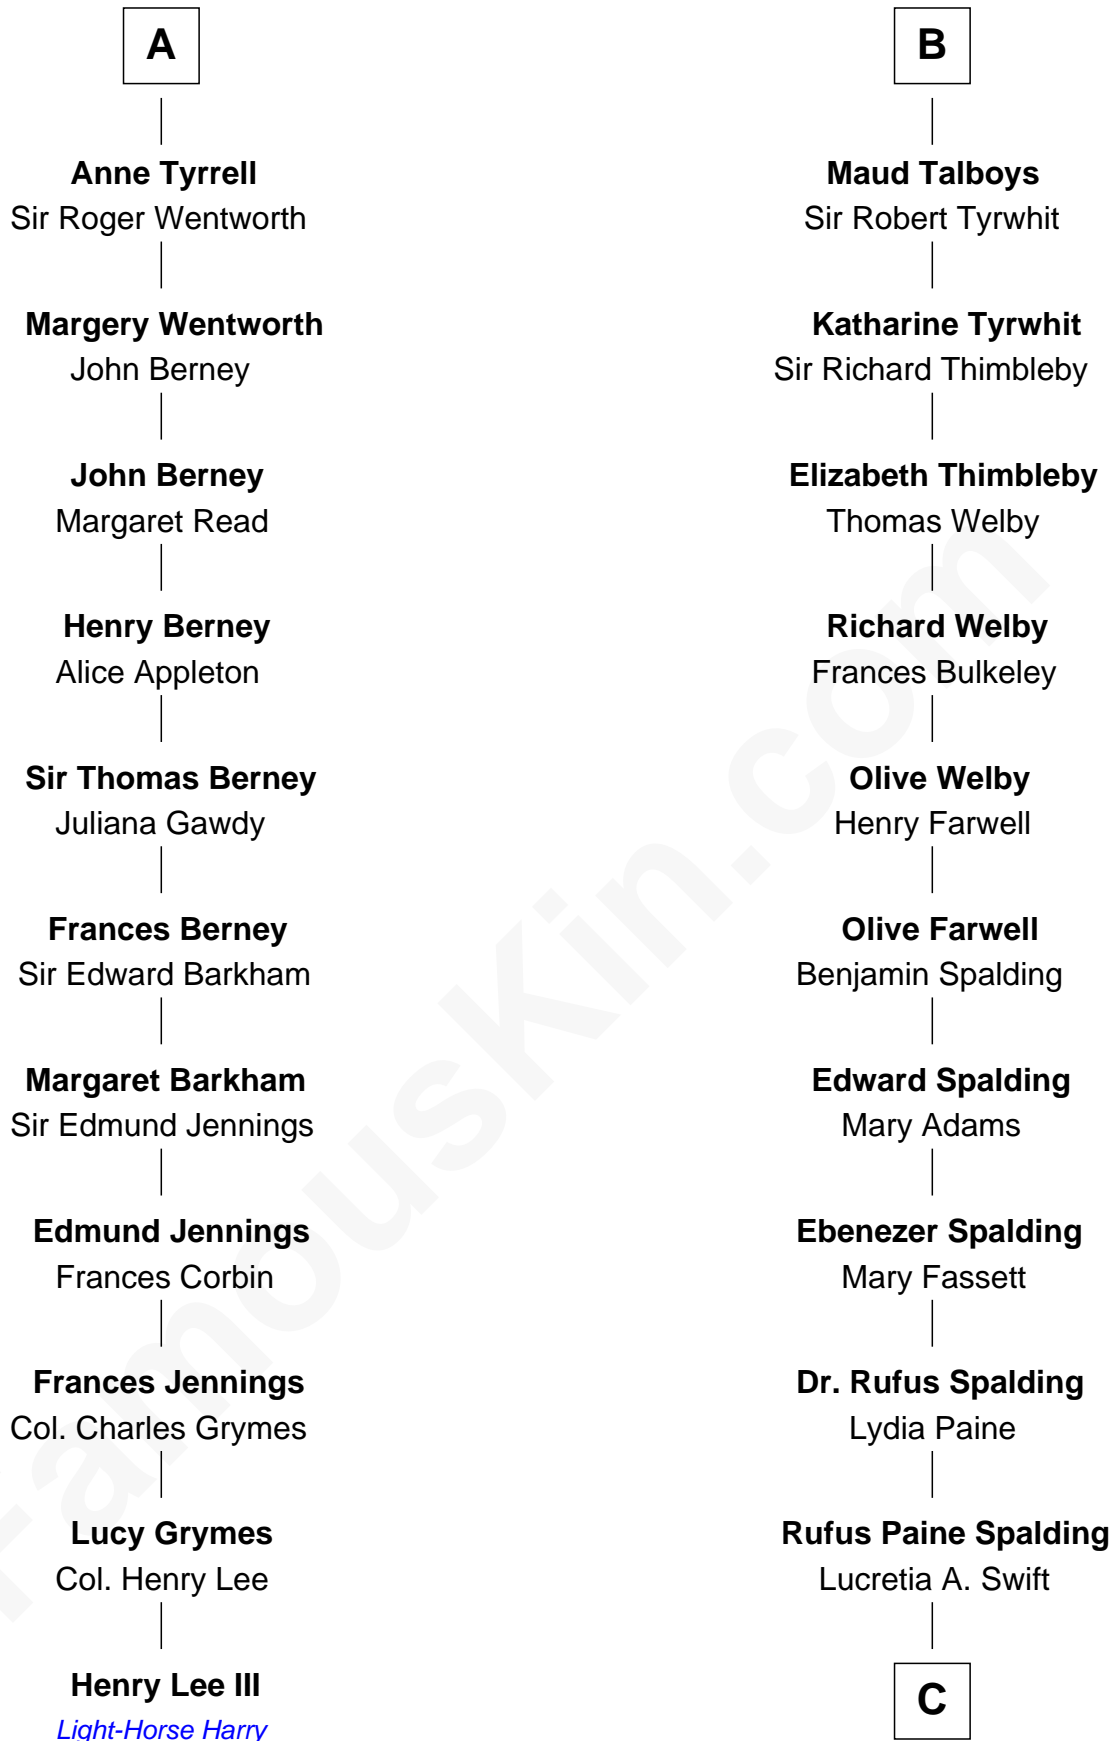 A
Anne Tyrrell
Sir Roger Wentworth
Margery Wentworth
John Berney
John Berney
Margaret Read
Henry Berney
Alice Appleton
Sir Thomas Berney
Juliana Gawdy
Frances Berney
Sir Edward Barkham
Margaret Barkham
Sir Edmund Jennings
Edmund Jennings
Frances Corbin
Frances Jennings
Col. Charles Grymes
Lucy Grymes
Col. Henry Lee
Henry Lee III
Light-Horse Harry
B
Maud Talboys
Sir Robert Tyrwhit
Katharine Tyrwhit
Sir Richard Thimbleby
Elizabeth Thimbleby
Thomas Welby
Richard Welby
Frances Bulkeley
Olive Welby
Henry Farwell
Olive Farwell
Benjamin Spalding
Edward Spalding
Mary Adams
Ebenezer Spalding
Mary Fassett
Dr. Rufus Spalding
Lydia Paine
Rufus Paine Spalding
Lucretia A. Swift
C
FamousKin.com